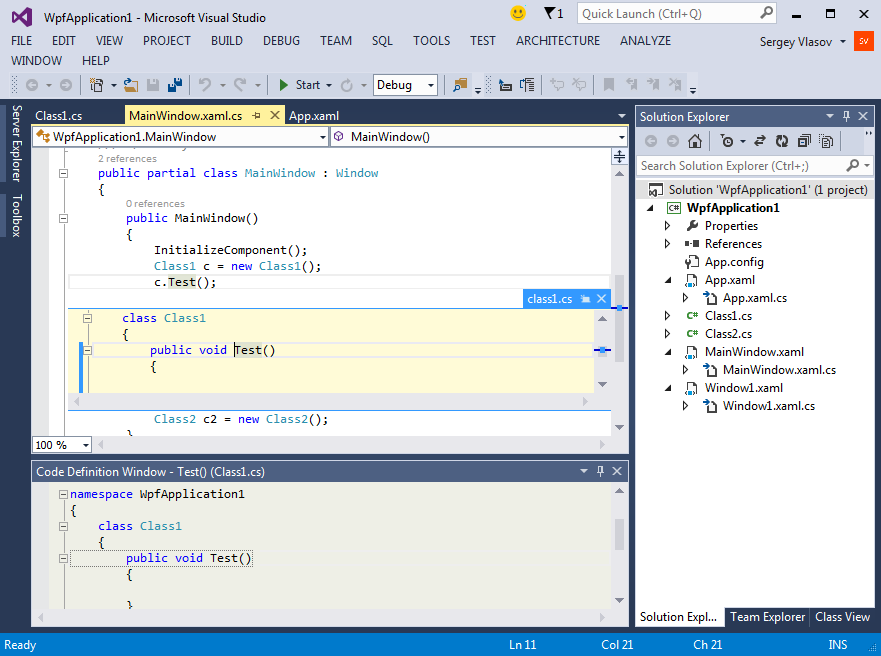 WpfApplication1 - Microsoft Visual Studio
1
Quick Launch (Ctrl+Q)
FILE EDIT VIEW PROJECT BUILD DEBUG TEAM SQL TOOLS TEST ARCHITECTURE ANALYZE
Sergey Vlasov
SV
WINDOW HELP
Start
Debug
Server Explorer
Toolbox
Class1.cs
MainWindow.xaml.cs
App.xaml
WpfApplication1.MainWindow
MainWindow()
2 references
public partial class MainWindow : Window
{
0 references
public MainWindow()
{
InitializeComponent();
Class1 c = new Class1();
c.Test();
class1.cs
class Class1
{
public void Test()
{
Class2 c2 = new Class2();
}
100 %
Code Definition Window - Test() (Class1.cs)
namespace WpfApplication1
{
class Class1
{
public void Test()
{
}
Solution Explorer
Search Solution Explorer (Ctrl+;)
Solution 'WpfApplication1' (1 project)
C# WpfApplication1
Properties
References
App.config
App.xaml
App.xaml.cs
C# Class1.cs
C# Class2.cs
MainWindow.xaml
MainWindow.xaml.cs
Window1.xaml
Window1.xaml.cs
Solution Expl...
Team Explorer
Class View
Ready
Ln 11
Col 21
Ch 21
INS